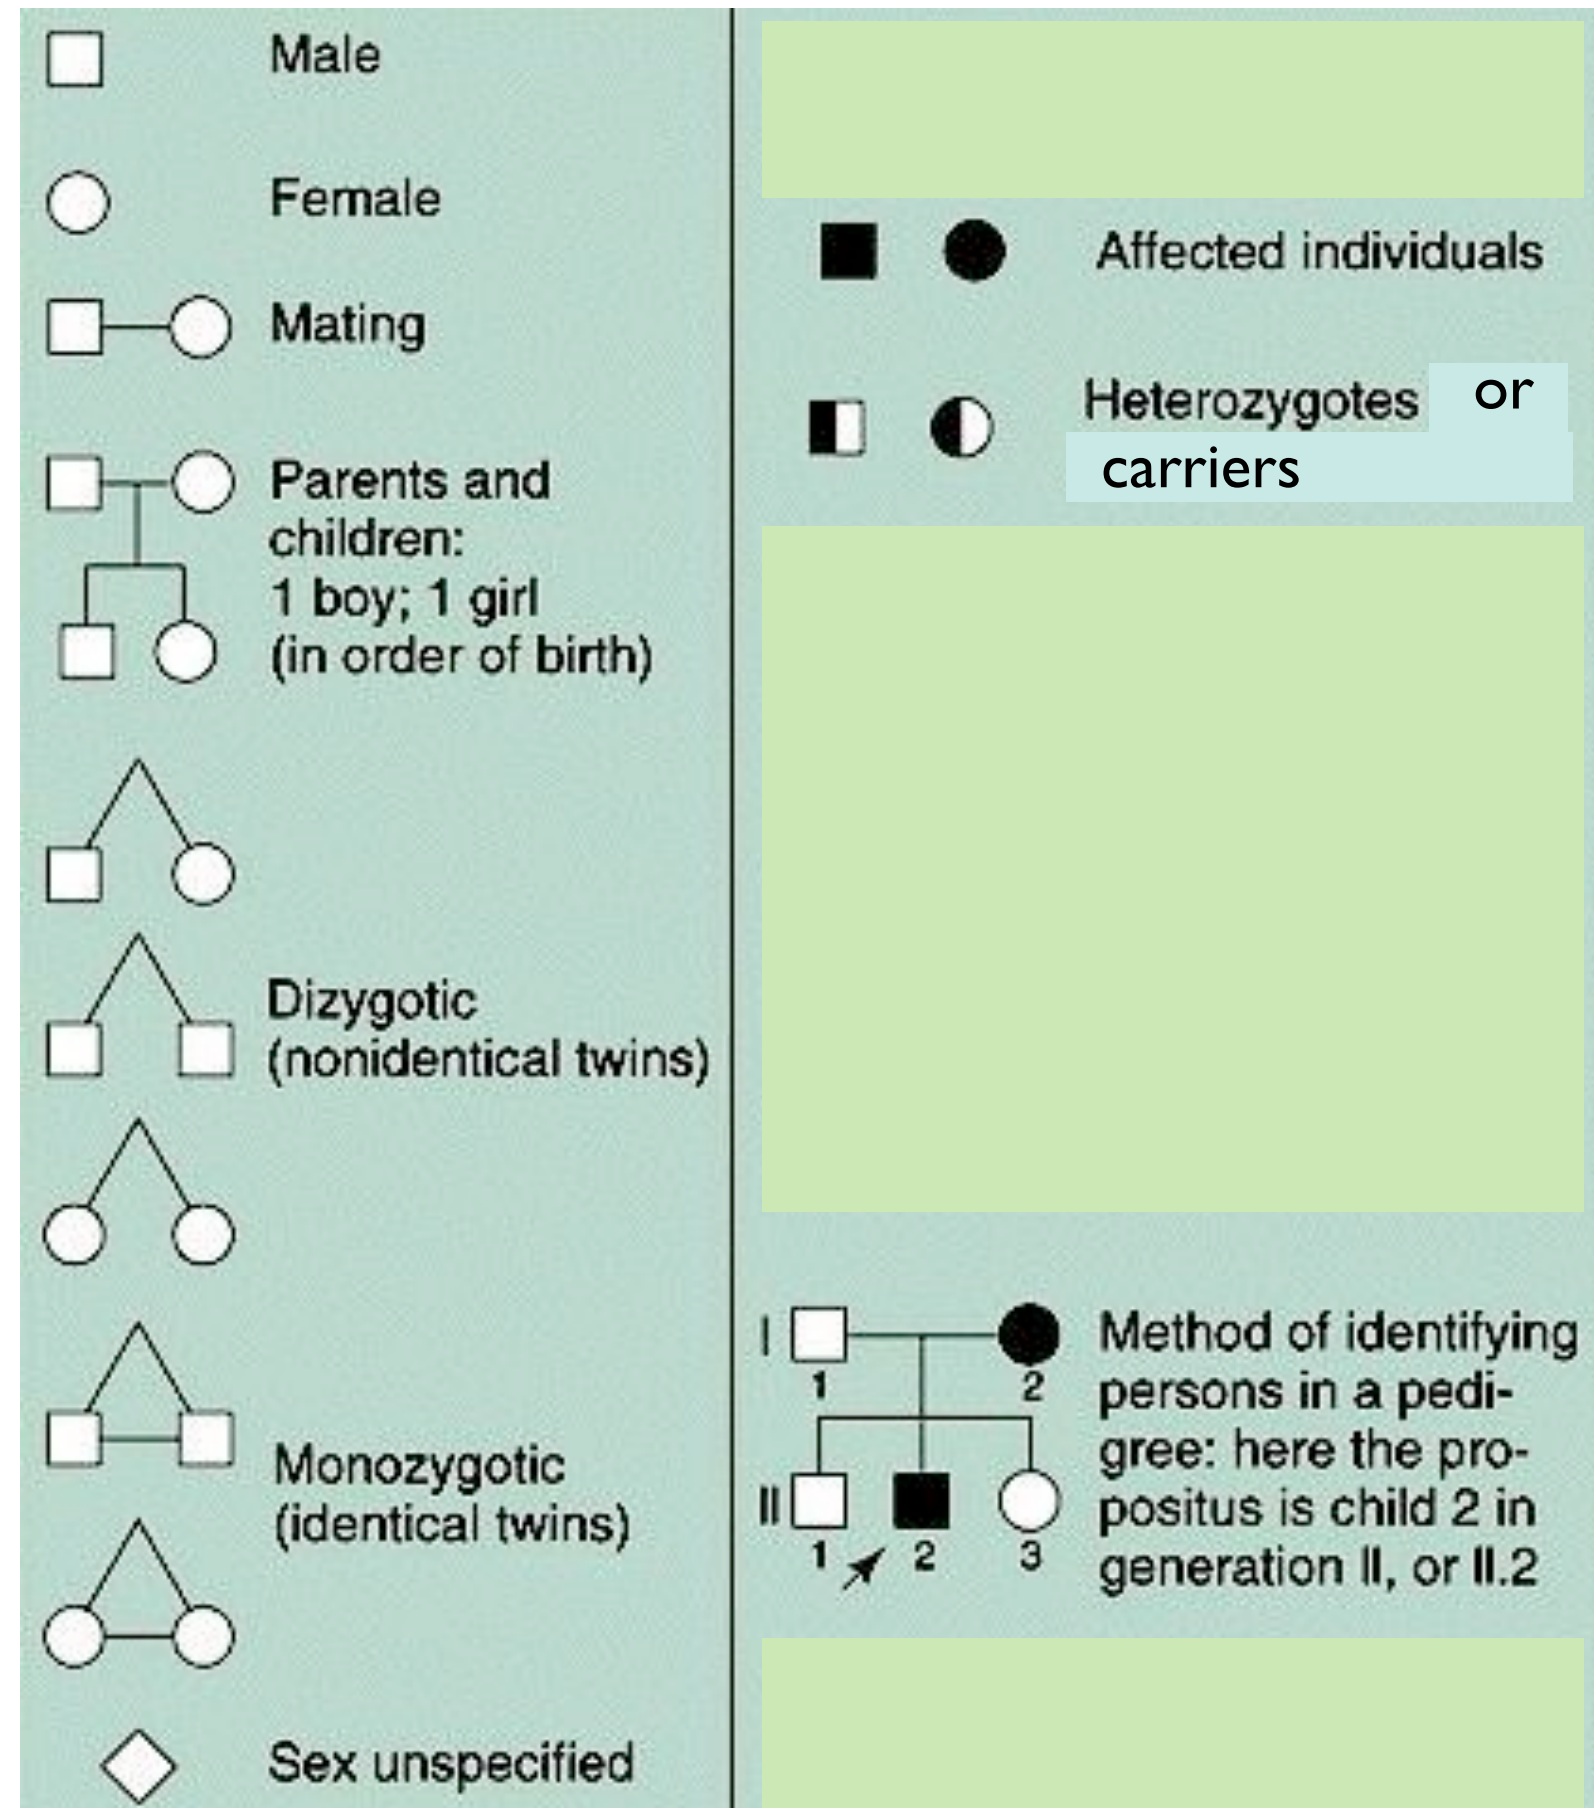 Male
Female
Mating
Parents and
children:
1 boy; 1 girl
(in order of birth)
Dizygotic
(nonidentical twins)
Monozygotic
(identical twins)
Sex unspecified
Affected individuals
Heterozygotes or
carriers
I
1 2
II
1 2 3
Method of identifying
persons in a pedi-
gree: here the pro-
positus is child 2 in
generation II, or II.2